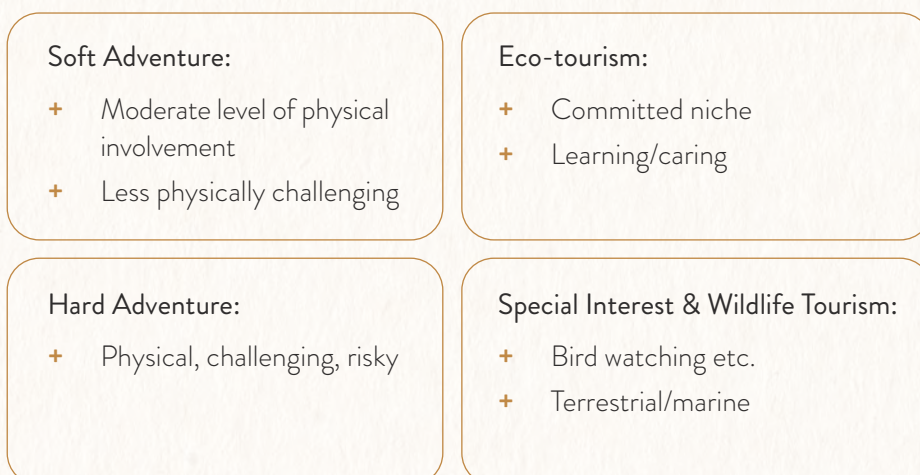 Soft Adventure:
+ Moderate level of physical
involvement
+ Less physically challenging
Eco-tourism:
+ Committed niche
+ Learning/caring
Hard Adventure:
+ Physical, challenging, risky
Special Interest & Wildlife Tourism:
+ Bird watching etc.
+ Terrestrial/marine